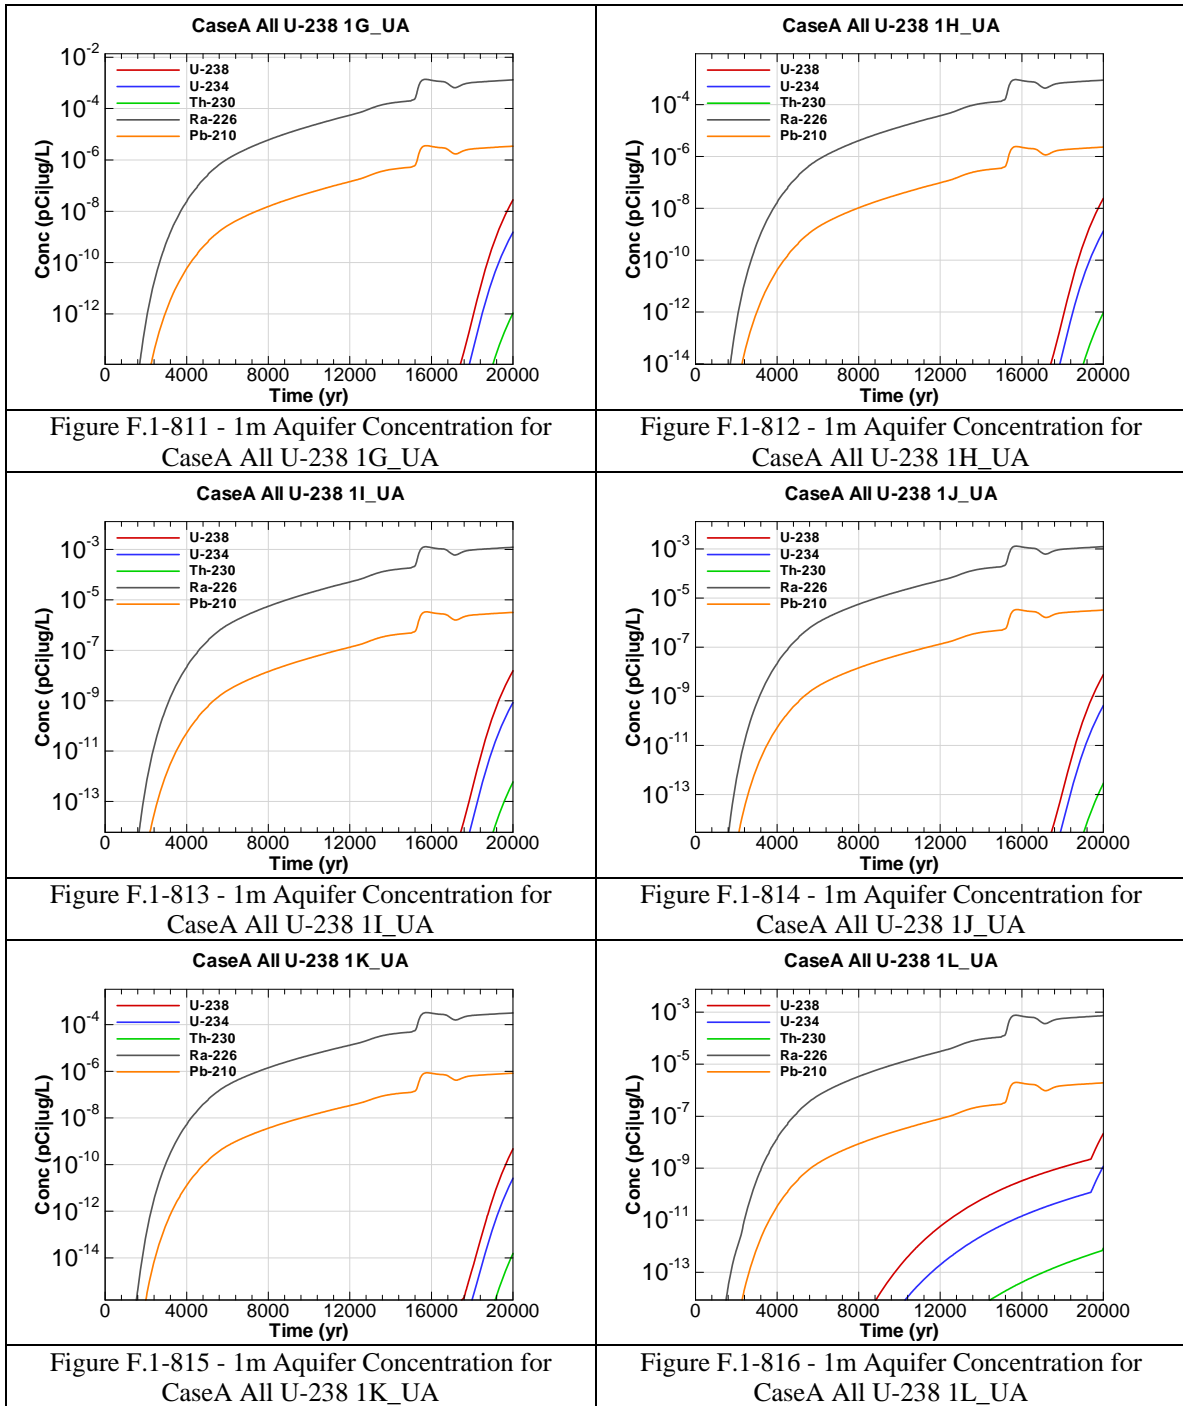 CaseA All U-238 1G_UA
U-238
U-234
Th-230
Ra-226
Pb-210
Conc (pCi|ug/L)
10-2
10-4
10-6
10-8
10-10
10-12
0 4000 8000 12000 16000 20000
Time (yr)
Figure F.1-811 - 1m Aquifer Concentration for
CaseA All U-238 1G_UA
CaseA All U-238 1H_UA
U-238
U-234
Th-230
Ra-226
Pb-210
Conc (pCi|ug/L)
10-4
10-6
10-8
10-10
10-12
10-14
0 4000 8000 12000 16000 20000
Time (yr)
Figure F.1-812 - 1m Aquifer Concentration for
CaseA All U-238 1H_UA
CaseA All U-238 1I_UA
U-238
U-234
Th-230
Ra-226
Pb-210
Conc (pCi|ug/L)
10-3
10-5
10-7
10-9
10-11
10-13
0 4000 8000 12000 16000 20000
Time (yr)
Figure F.1-813 - 1m Aquifer Concentration for
CaseA All U-238 1I_UA
CaseA All U-238 1J_UA
U-238
U-234
Th-230
Ra-226
Pb-210
Conc (pCi|ug/L)
10-3
10-5
10-7
10-9
10-11
10-13
0 4000 8000 12000 16000 20000
Time (yr)
Figure F.1-814 - 1m Aquifer Concentration for
CaseA All U-238 1J_UA
CaseA All U-238 1K_UA
U-238
U-234
Th-230
Ra-226
Pb-210
Conc (pCi|ug/L)
10-4
10-6
10-8
10-10
10-12
10-14
0 4000 8000 12000 16000 20000
Time (yr)
Figure F.1-815 - 1m Aquifer Concentration for
CaseA All U-238 1K_UA
CaseA All U-238 1L_UA
U-238
U-234
Th-230
Ra-226
Pb-210
Conc (pCi|ug/L)
10-3
10-5
10-7
10-9
10-11
10-13
0 4000 8000 12000 16000 20000
Time (yr)
Figure F.1-816 - 1m Aquifer Concentration for
CaseA All U-238 1L_UA